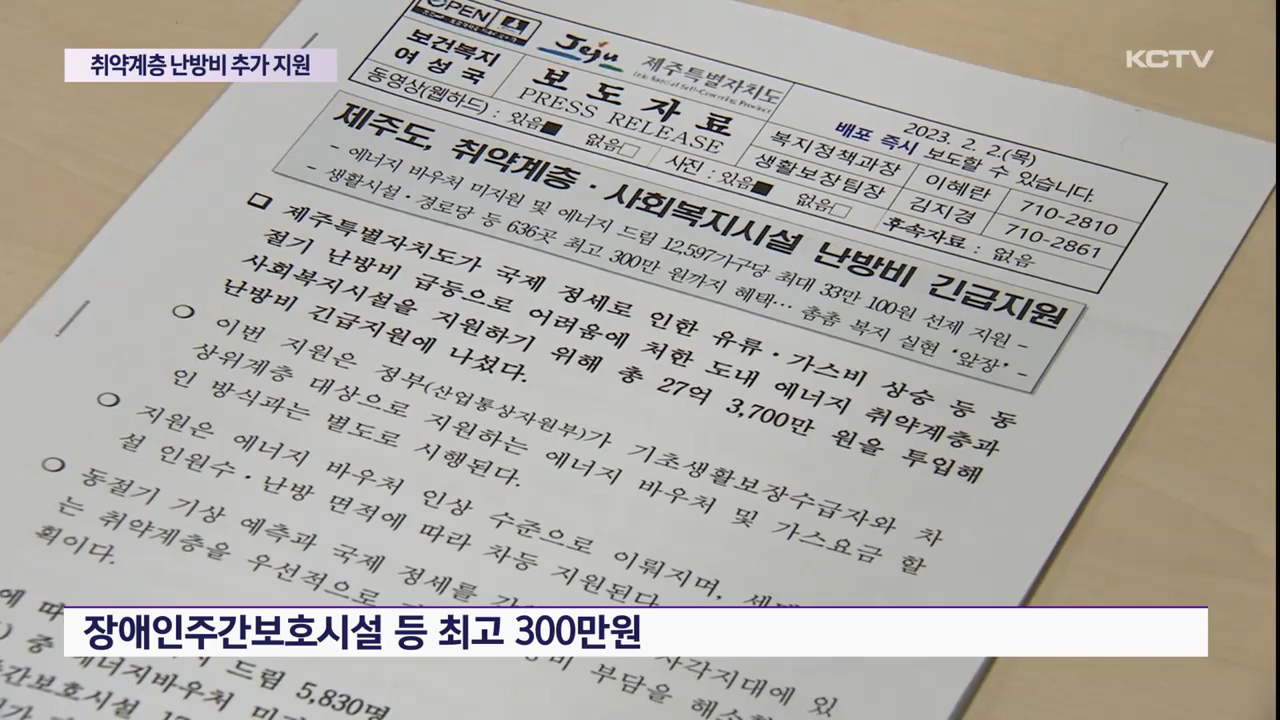 취약계층 난방비 추가 지원
KCTV
OPEN
보건복지
여성국
Jeju 제주특별자치도
보 도 자 료
PRESS RELEASE
2023. 2. 2.(목)
배포 즉시 보도할 수 있습니다.
복지정책과장 이혜란 710-2810
생활보장팀장 김지경 710-2861
동영상(웹하드) : 있음■ 없음□ 사진 : 있음■ 없음□ 후속자료 : 없음
제주도, 취약계층·사회복지시설 난방비 긴급지원
- 에너지 바우처 미지원 및 에너지 드림 12,597가구당 최대 33만 100원 선제 지원 -
- 생활시설·경로당 등 636곳 최고 300만 원까지 혜택… 촘촘 복지 실현 ‘앞장’ -
□ 제주특별자치도가 국제 정세로 인한 유류·가스비 상승 등 동
절기 난방비 급등으로 어려움에 처한 도내 에너지 취약계층과
사회복지시설을 지원하기 위해 총 27억 3,700만 원을 투입해
난방비 긴급지원에 나섰다.
○ 이번 지원은 정부(산업통상자원부)가 기초생활보장수급자와 차
상위계층 대상으로 지원하는 에너지 바우처 및 가스요금 할
인 방식과는 별도로 시행된다.
○ 지원은 에너지 바우처 인상 수준으로 이뤄지며,
설 인원수·난방 면적에 따라 차등 지원된다.
○ 동절기 기상 예측과 국제 정세를
사각지대에 있
는 취약계층을 우선적으로 부담을
획이다.
에 따
중 에너지바우처
드림 5,830명
장애인주간보호시설 등 최고 300만원